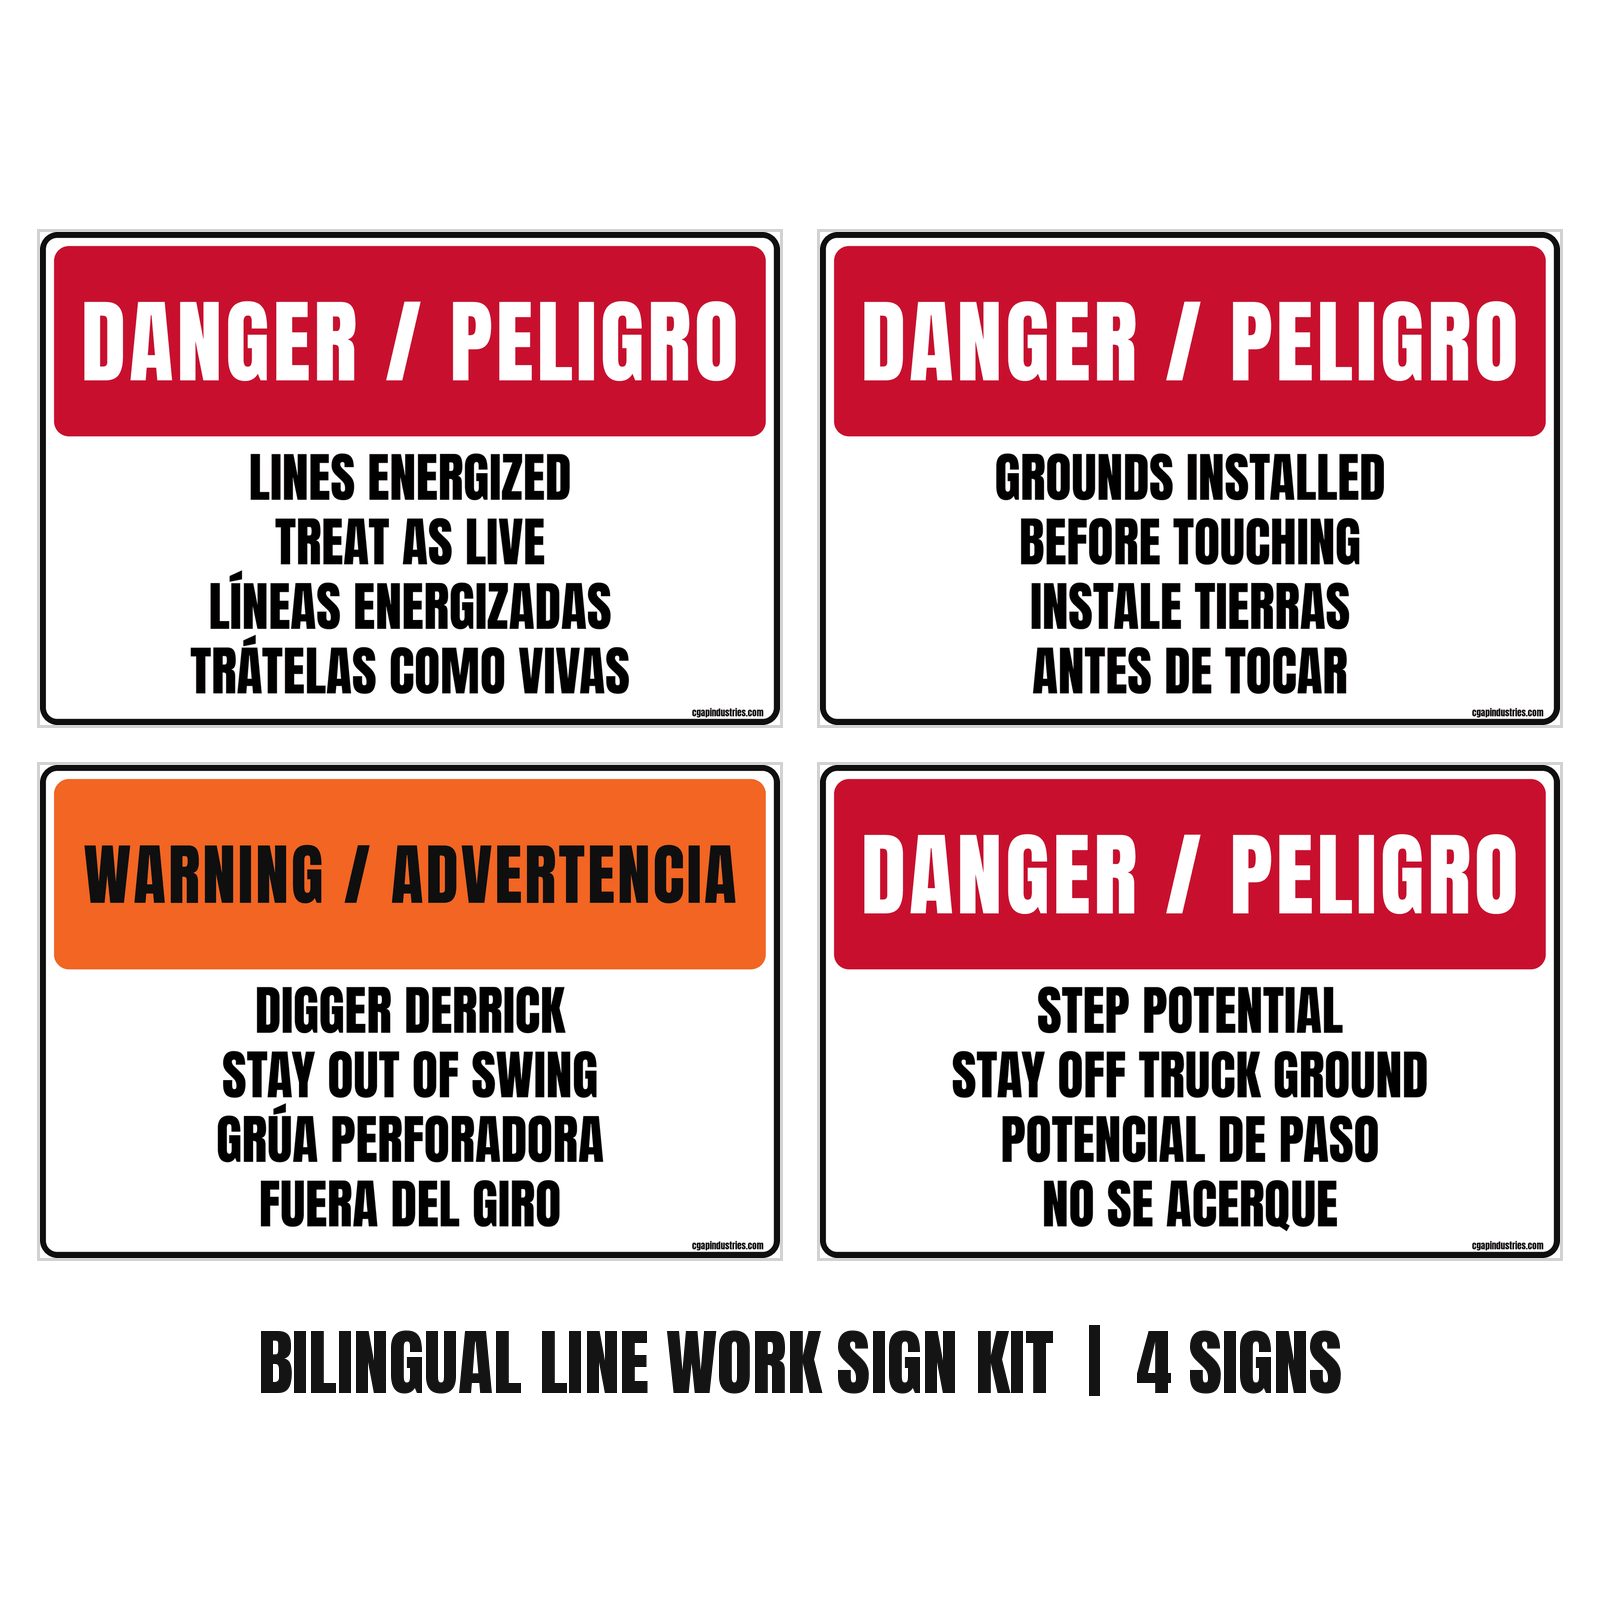 DANGER / PELIGRO
LINES ENERGIZED
TREAT AS LIVE
LÍNEAS ENERGIZADAS
TRÁTELAS COMO VIVAS
cgapindustries.com
DANGER / PELIGRO
GROUNDS INSTALLED
BEFORE TOUCHING
INSTALE TIERRAS
ANTES DE TOCAR
cgapindustries.com
WARNING / ADVERTENCIA
DIGGER DERRICK
STAY OUT OF SWING
GRÚA PERFORADORA
FUERA DEL GIRO
cgapindustries.com
DANGER / PELIGRO
STEP POTENTIAL
STAY OFF TRUCK GROUND
POTENCIAL DE PASO
NO SE ACERQUE
cgapindustries.com
BILINGUAL LINE WORK SIGN KIT | 4 SIGNS